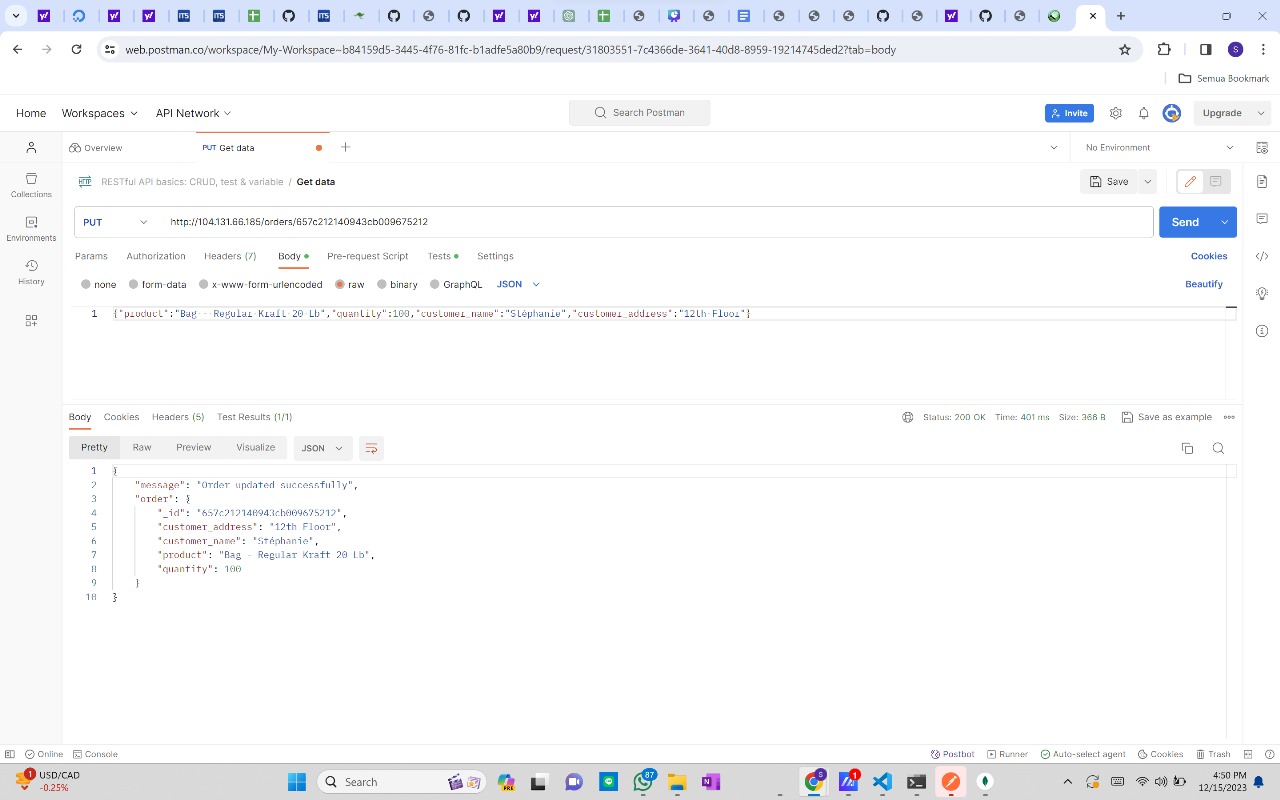 web.postman.co/workspace/My-Workspace~b84159d5-3445-4f76-81fc-b1adfe5a80b9/request/31803551-7c4366de-3641-40d8-8959-19214745ded2?tab=body
S
Semua Bookmark
Home Workspaces API Network Search Postman Invite Upgrade
Overview PUT Get data No Environment
HTTP RESTful API basics: CRUD, test & variable / Get data Save
Collections
PUT http://104.131.66.185/orders/657c212140943cb009675212 Send
Environments
Params Authorization Headers (7) Body Pre-request Script Tests Settings Cookies
History
none form-data x-www-form-urlencoded raw binary GraphQL JSON Beautify
1 {"product":"Bag - Regular Kraft 20 Lb","quantity":100,"customer_name":"Stéphanie","customer_address":"12th Floor"}
Body Cookies Headers (5) Test Results (1/1) Status: 200 OK Time: 401 ms Size: 366 B Save as example
Pretty Raw Preview Visualize JSON
1 {
2 "message": "Order updated successfully",
3 "order": {
4 "_id": "657c212140943cb009675212",
5 "customer_address": "12th Floor",
6 "customer_name": "Stéphanie",
7 "product": "Bag - Regular Kraft 20 Lb",
8 "quantity": 100
9 }
10 }
Online Console Postbot Runner Auto-select agent Cookies Trash
1 USD/CAD
-0.25%
Search
PRE
87
S
1
4:50 PM
12/15/2023